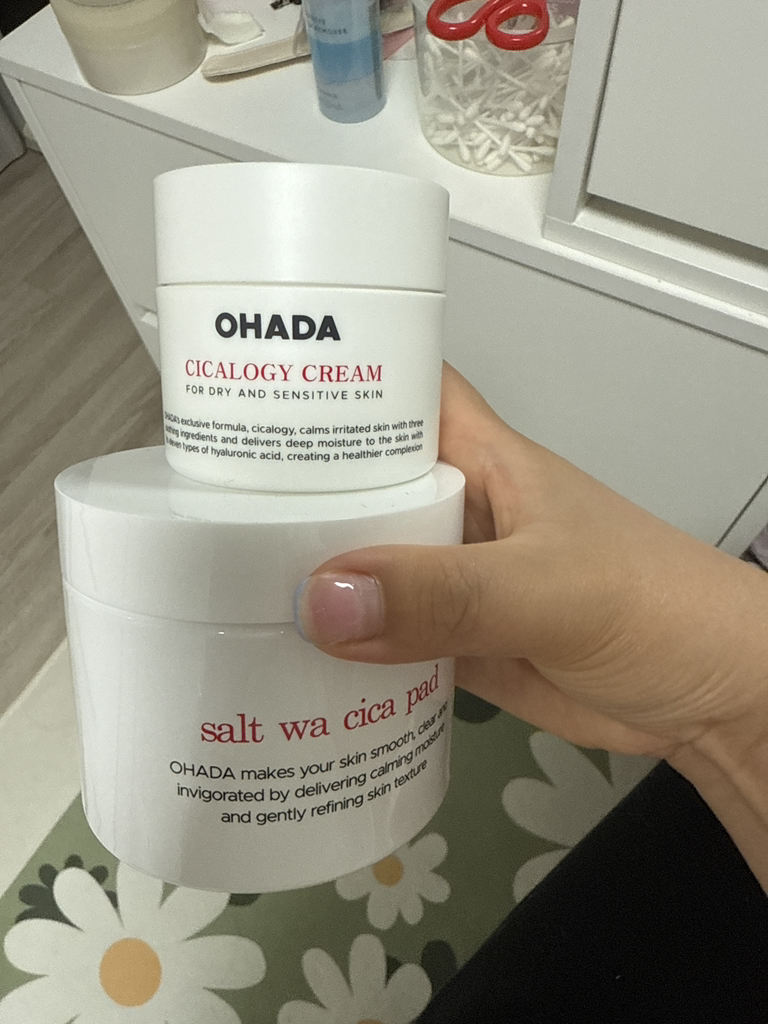 OHADA
CICALOGY CREAM
FOR DRY AND SENSITIVE SKIN
OHADA's exclusive formula, cicalogy, calms irritated skin with three
ingredients and delivers deep moisture to the skin with
eleven types of hyaluronic acid, creating a healthier complexion
salt wa cica pad
OHADA makes your skin smooth, clear and
invigorated by delivering calming moisture
and gently refining skin texture